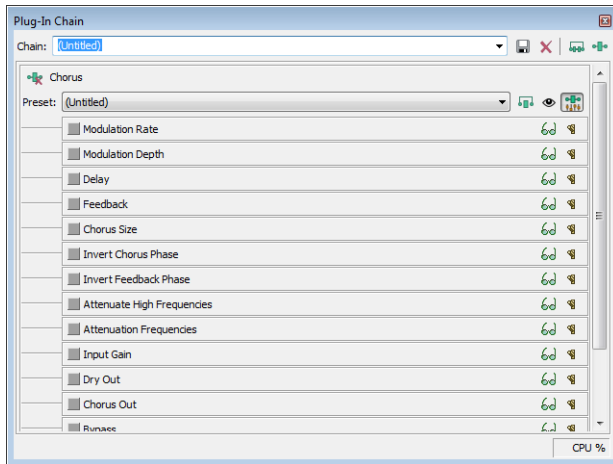 Plug-In Chain
Chain: (Untitled)
Chorus
Preset: (Untitled)
Modulation Rate
Modulation Depth
Delay
Feedback
Chorus Size
Invert Chorus Phase
Invert Feedback Phase
Attenuate High Frequencies
Attenuation Frequencies
Input Gain
Dry Out
Chorus Out
Bypass
CPU %